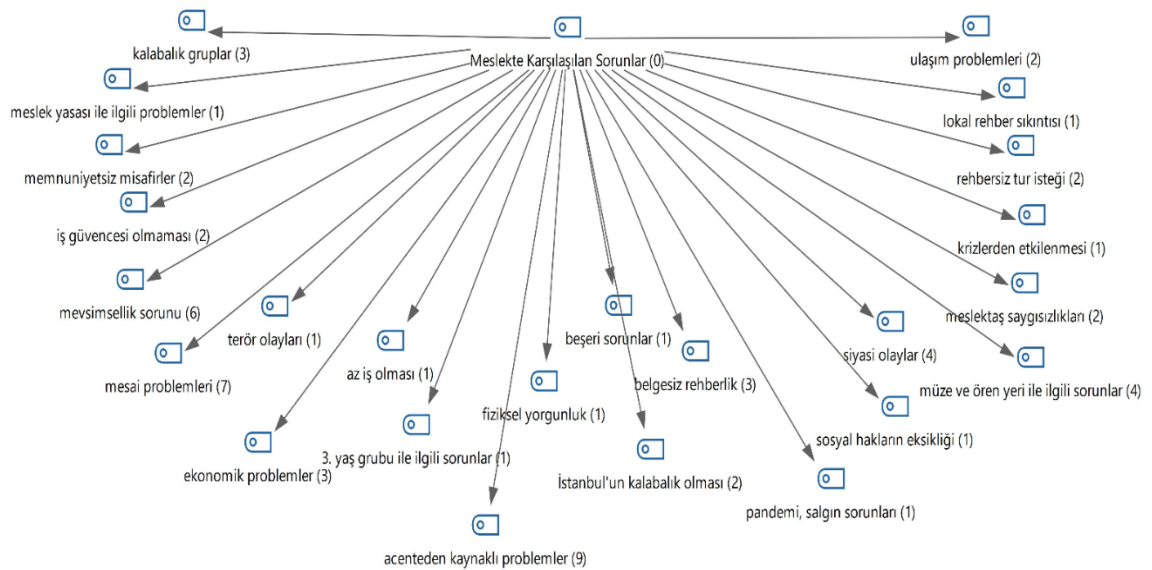 kalabalık gruplar (3)
Meslekte Karşılaşılan Sorunlar (0)
ulaşım problemleri (2)
meslek yasası ile ilgili problemler (1)
lokal rehber sıkıntısı (1)
memnuniyetsiz misafirler (2)
rehbersiz tur isteği (2)
iş güvencesi olmaması (2)
krizlerden etkilenmesi (1)
mevsimsellik sorunu (6)
terör olayları (1)
beşeri sorunlar (1)
meslektaş saygısızlıkları (2)
mesai problemleri (7)
az iş olması (1)
belgesiz rehberlik (3)
siyasi olaylar (4)
müze ve ören yeri ile ilgili sorunlar (4)
fiziksel yorgunluk (1)
sosyal hakların eksikliği (1)
ekonomik problemler (3)
3. yaş grubu ile ilgili sorunlar (1)
İstanbul'un kalabalık olması (2)
pandemi, salgın sorunları (1)
acenteden kaynaklı problemler (9)